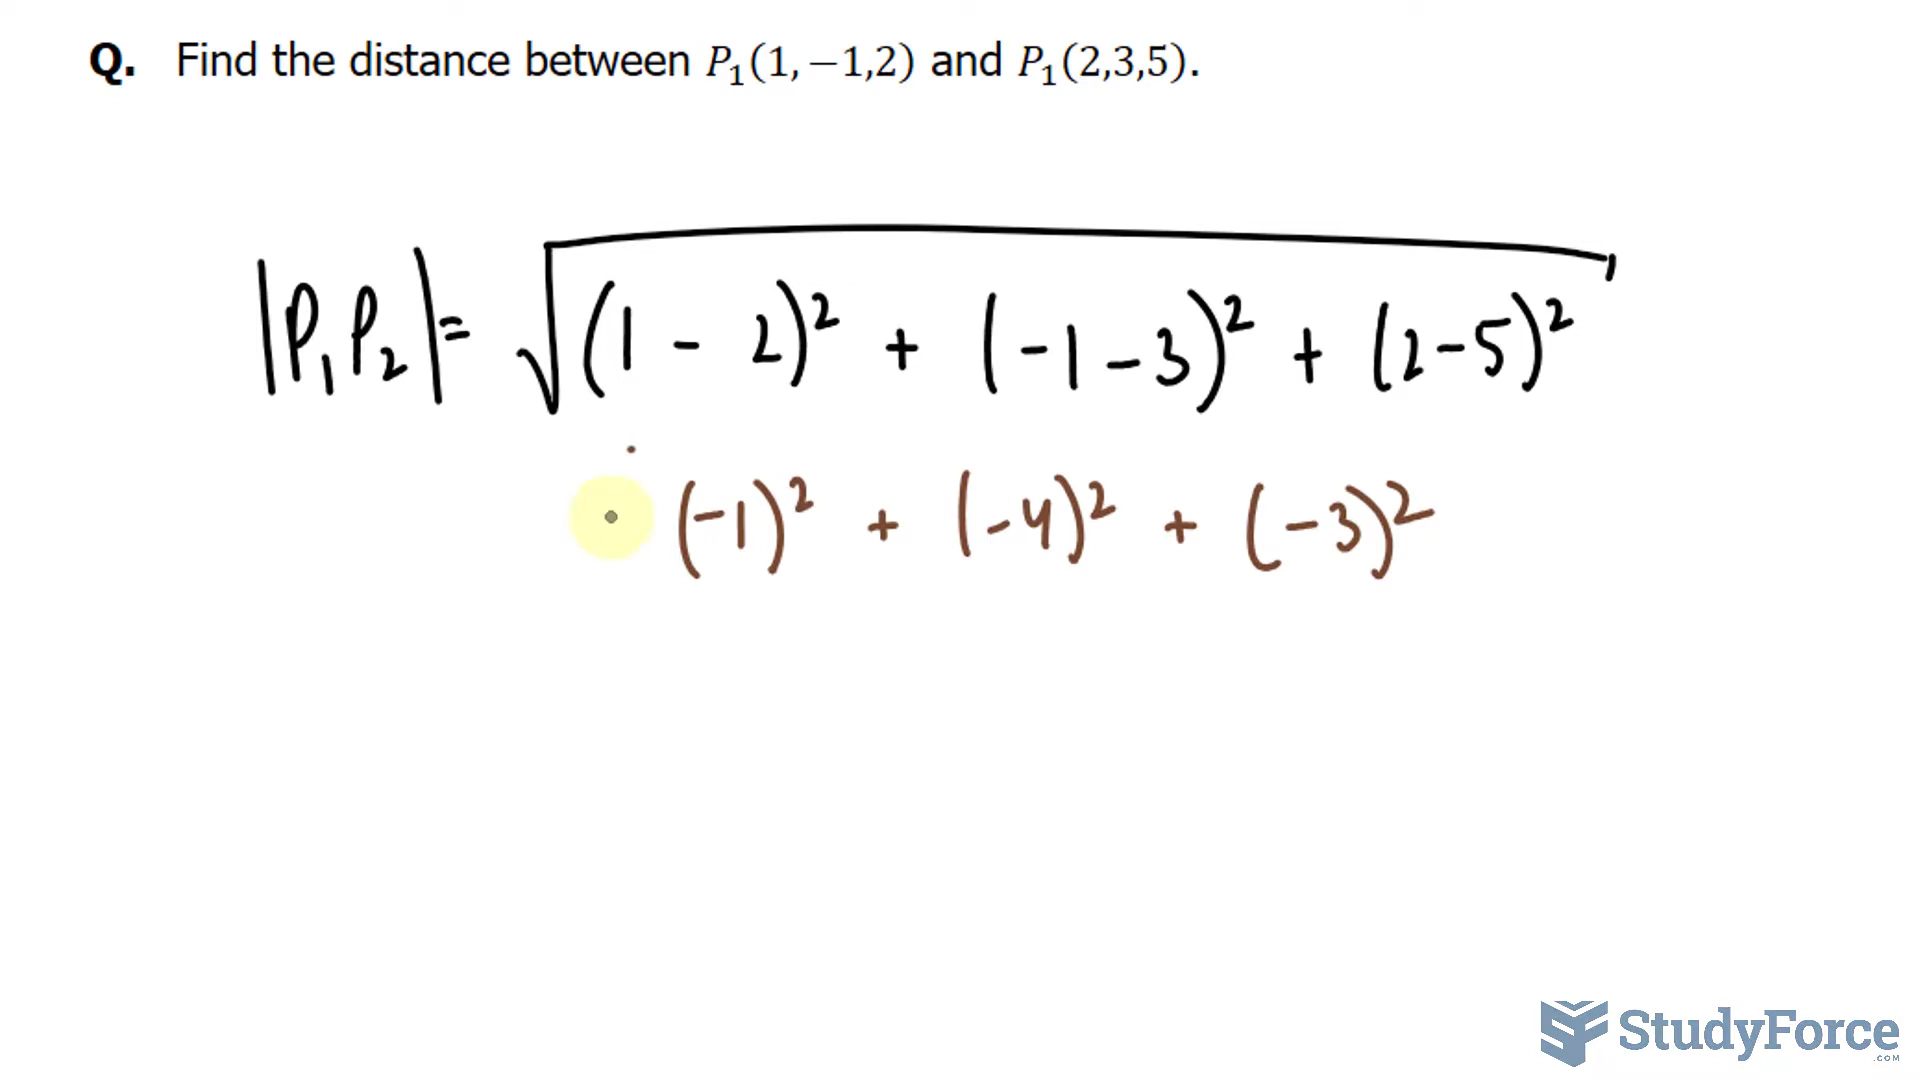 Q. Find the distance between P₁(1, −1,2) and P₁(2,3,5).
|P₁P₂| = √((1 - 2)² + (-1-3)² + (2-5)²)
(-1)² + (-4)² + (-3)²
StudyForce
.COM